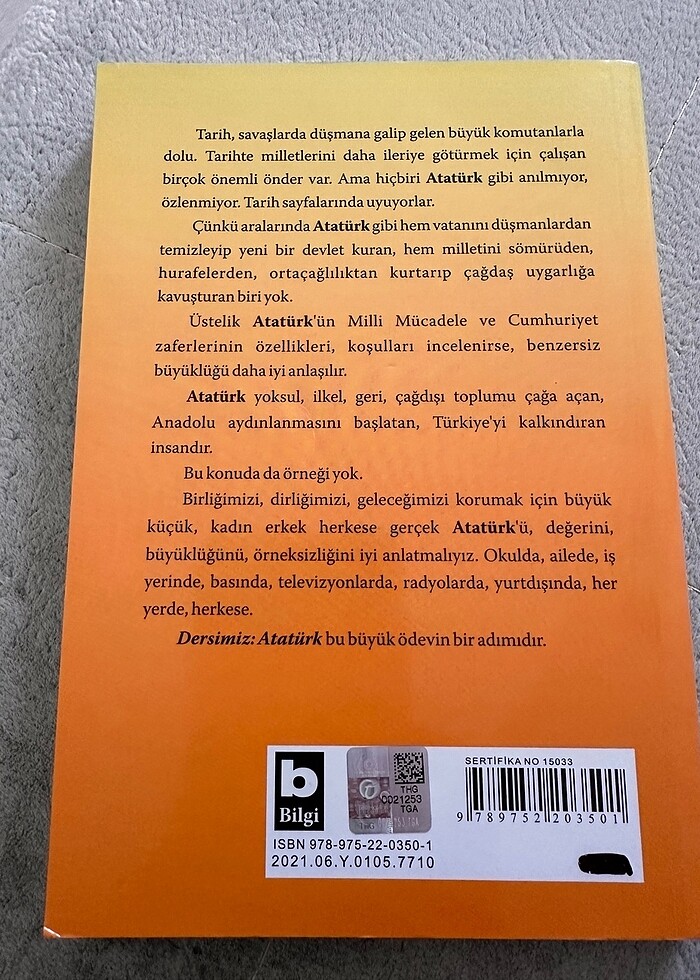 Tarih, savaşlarda düşmana galip gelen büyük komutanlarla
dolu. Tarihte milletlerini daha ileriye götürmek için çalışan
birçok önemli önder var. Ama hiçbiri Atatürk gibi anılmıyor,
özlenmiyor. Tarih sayfalarında uyuyorlar.
Çünkü aralarında Atatürk gibi hem vatanını düşmanlardan
temizleyip yeni bir devlet kuran, hem milletini sömürüden,
hurafelerden, ortaçağlılıktan kurtarıp çağdaş uygarlığa
kavuşturan biri yok.
Üstelik Atatürk'ün Milli Mücadele ve Cumhuriyet
zaferlerinin özellikleri, koşulları incelenirse, benzersiz
büyüklüğü daha iyi anlaşılır.
Atatürk yoksul, ilkel, geri, çağdışı toplumu çağa açan,
Anadolu aydınlanmasını başlatan, Türkiye'yi kalkındıran
insandır.
Bu konuda da örneği yok.
Birliğimizi, dirliğimizi, geleceğimizi korumak için büyük
küçük, kadın erkek herkese gerçek Atatürk'ü, değerini,
büyüklüğünü, örneksizliğini iyi anlatmalıyız. Okulda, ailede, iş
yerinde, basında, televizyonlarda, radyolarda, yurtdışında, her
yerde, herkese.
Dersimiz: Atatürk bu büyük ödevin bir adımıdır.
b
Bilgi
THG
0021253
TGA
SERTİFİKA NO 15033
9 789752 203501
ISBN 978-975-22-0350-1
2021.06.Y.0105.7710